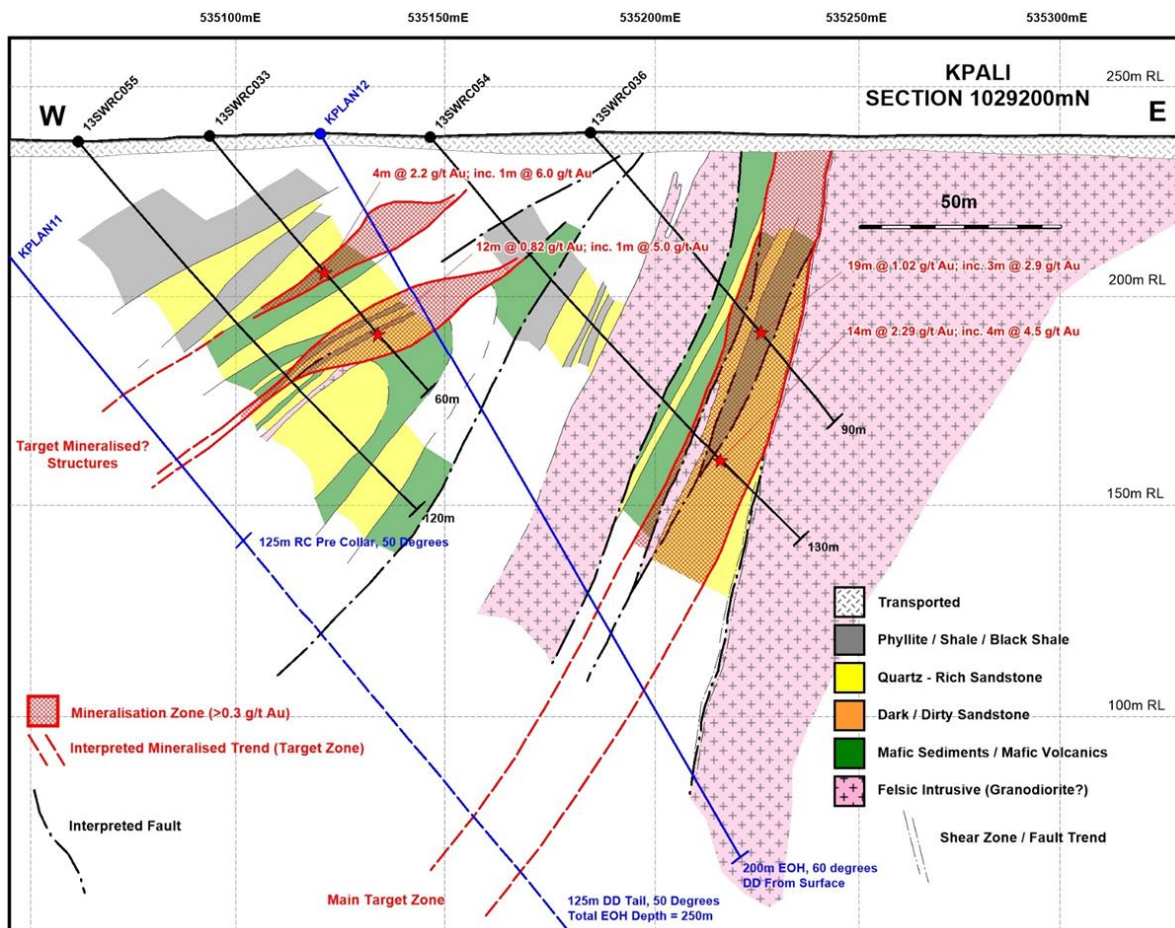 535100mE
535150mE
535200mE
535250mE
535300mE
W
13SWRC055
13SWRC033
KPLAN12
13SWRC054
13SWRC036
KPALI
SECTION 1029200mN
250m RL
E
KPLAN11
4m @ 2.2 g/t Au; inc. 1m @ 6.0 g/t Au
50m
12m @ 0.82 g/t Au; inc. 1m @ 5.0 g/t Au
19m @ 1.02 g/t Au; inc. 3m @ 2.9 g/t Au
200m RL
14m @ 2.29 g/t Au; inc. 4m @ 4.5 g/t Au
60m
90m
Target Mineralised?
Structures
120m
150m RL
125m RC Pre Collar, 50 Degrees
130m
Transported
Phyllite / Shale / Black Shale
Quartz - Rich Sandstone
Dark / Dirty Sandstone
Mafic Sediments / Mafic Volcanics
Felsic Intrusive (Granodiorite?)
Shear Zone / Fault Trend
100m RL
Mineralisation Zone (>0.3 g/t Au)
Interpreted Mineralised Trend (Target Zone)
Interpreted Fault
Main Target Zone
125m DD Tail, 50 Degrees
Total EOH Depth = 250m
200m EOH, 60 degrees
DD From Surface